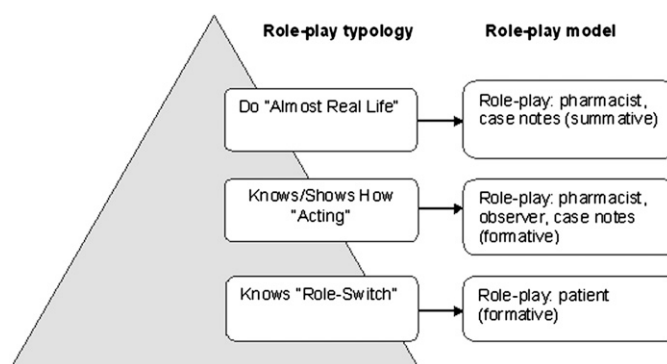 Role-play typology
Role-play model
Do "Almost Real Life"
Role-play: pharmacist,
case notes (summative)
Knows/Shows How
"Acting"
Role-play: pharmacist,
observer, case notes
(formative)
Knows "Role-Switch"
Role-play: patient
(formative)